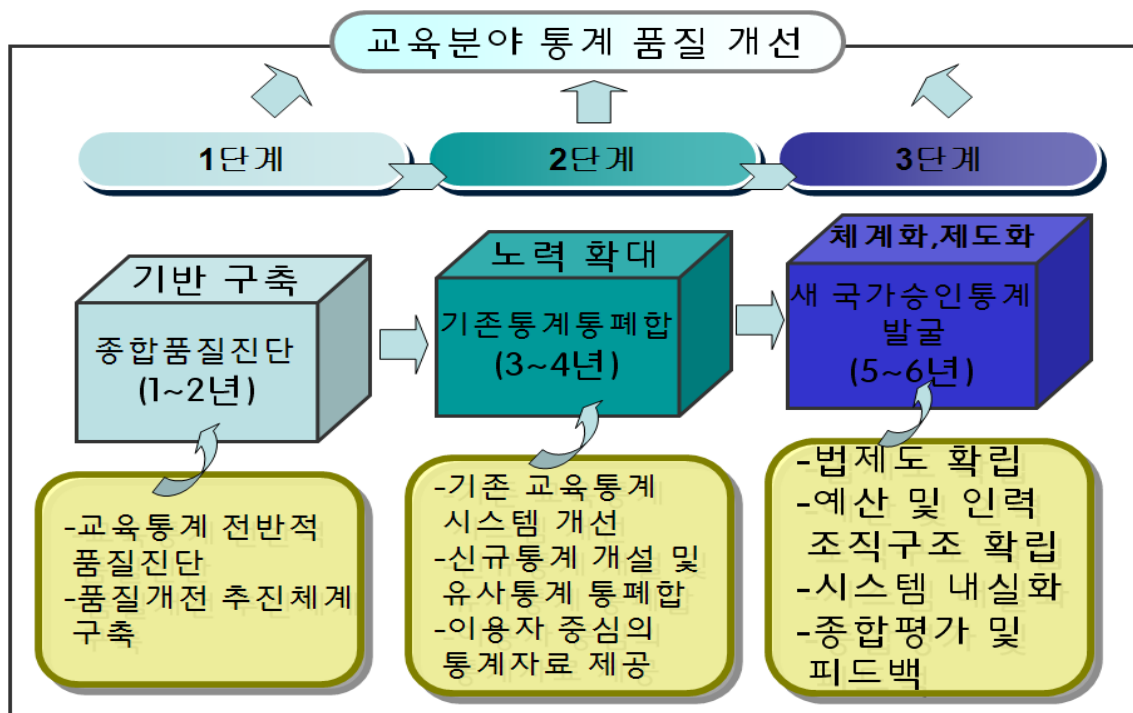 교육분야 통계 품질 개선
1단계
2단계
3단계
기반 구축
종합품질진단
(1~2년)
노력 확대
기존통계통폐합
(3~4년)
체계화,제도화
새 국가승인통계
발굴
(5~6년)
-교육통계 전반적
품질진단
-품질개전 추진체계
구축
-기존 교육통계
시스템 개선
-신규통계 개설 및
유사통계 통폐합
-이용자 중심의
통계자료 제공
-법제도 확립
-예산 및 인력
조직구조 확립
-시스템 내실화
-종합평가 및
피드백